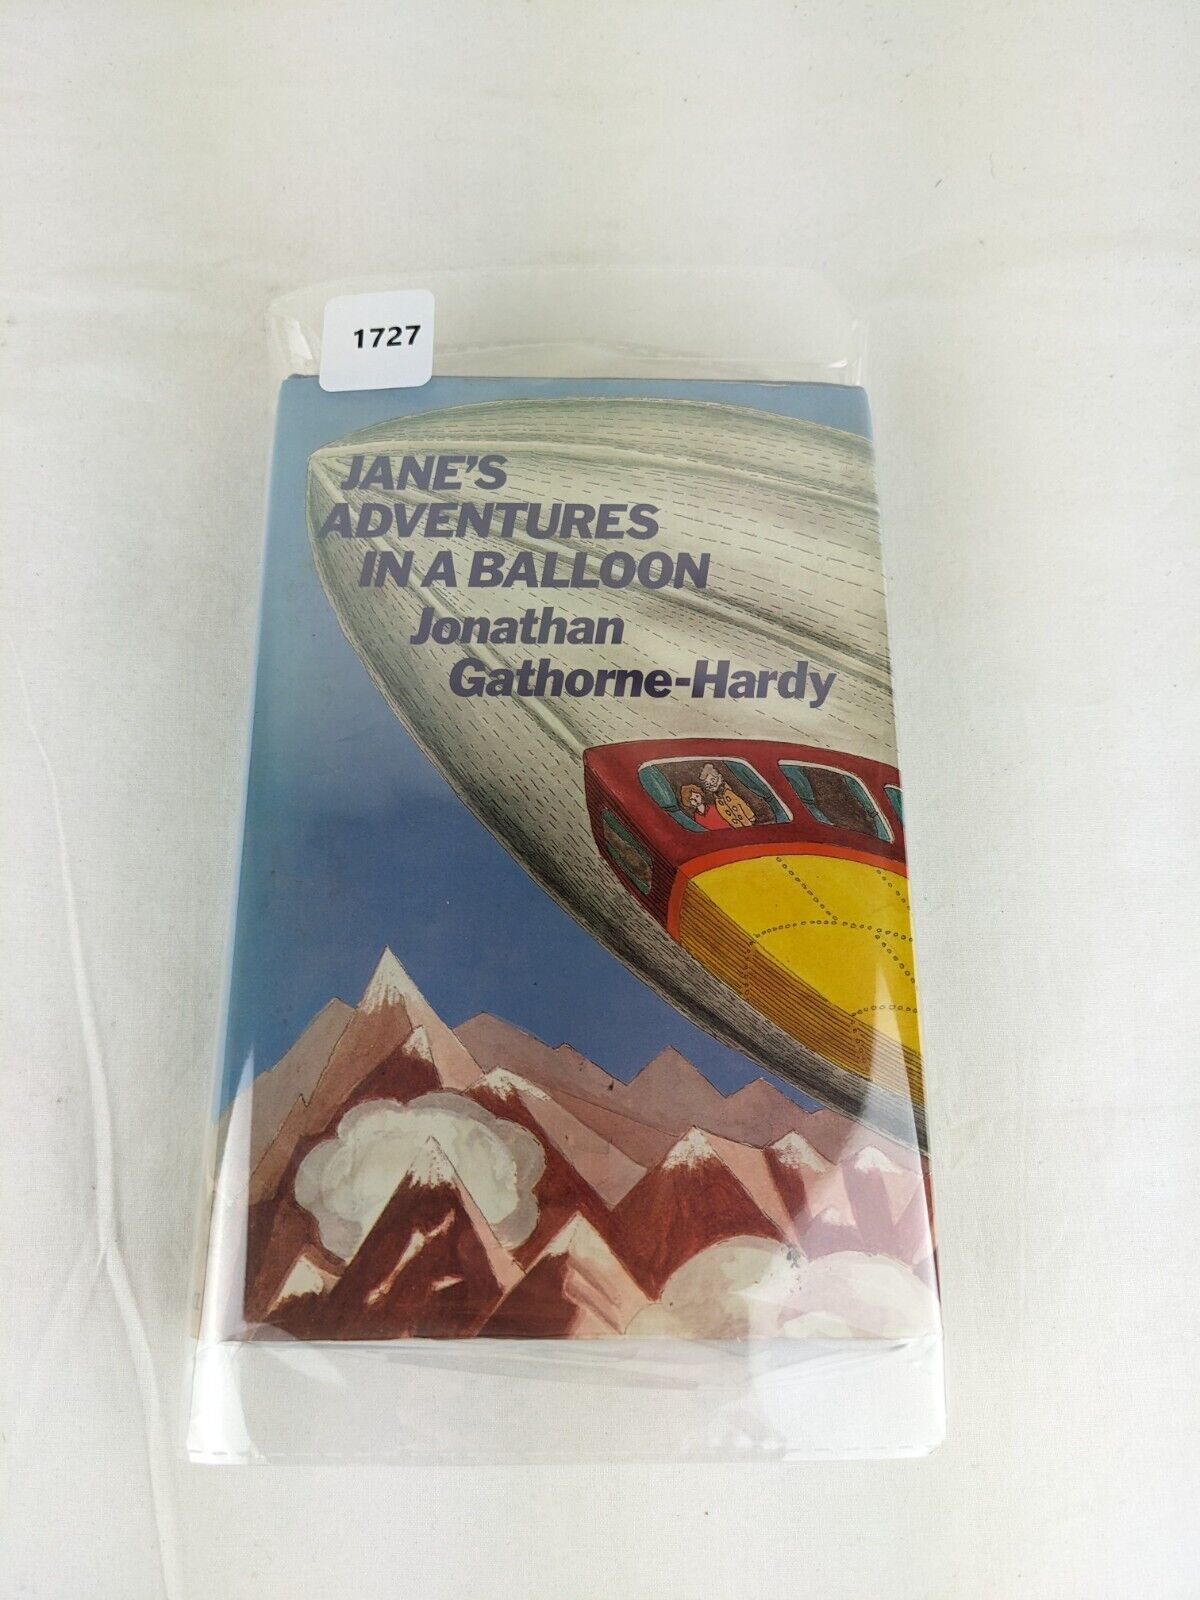 1727
JANE'S
ADVENTURES
IN A BALLOON
Jonathan
Gathorne-Hardy